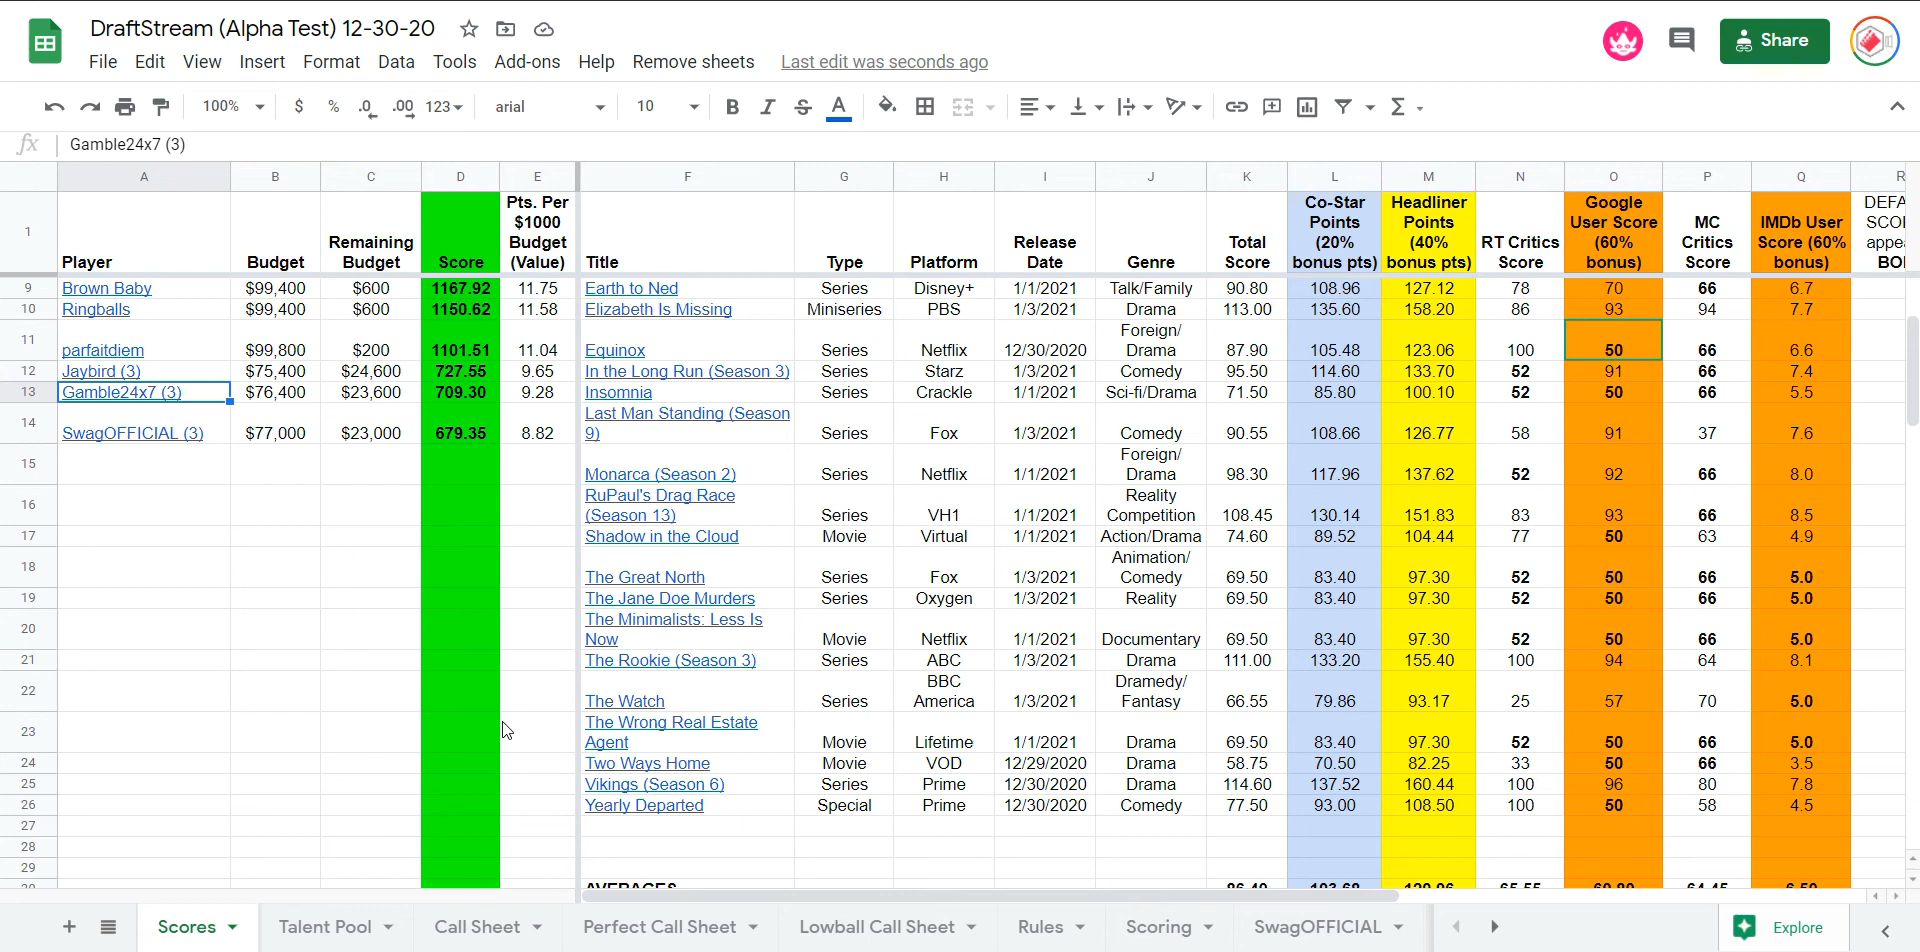 DraftStream (Alpha Test) 12-30-20
File Edit View Insert Format Data Tools Add-ons Help Remove sheets Last edit was seconds ago
Share
100% $ % .0 .00 123 arial 10 B I S A
fx Gamble24x7 (3)
A B C D E F G H I J K L M N O P Q R
1 Player Budget Remaining Budget Score Pts. Per $1000 Budget (Value) Title Type Platform Release Date Genre Total Score Co-Star Points (20% bonus pts) Headliner Points (40% bonus pts) RT Critics Score Google User Score (60% bonus) MC Critics Score IMDb User Score (60% bonus)
9 Brown Baby $99,400 $600 1167.92 11.75 Earth to Ned Series Disney+ 1/1/2021 Talk/Family 90.80 108.96 127.12 78 70 66 6.7
10 Ringballs $99,400 $600 1150.62 11.58 Elizabeth Is Missing Miniseries PBS 1/3/2021 Drama 113.00 135.60 158.20 86 93 94 7.7
11 parfaitdiem $99,800 $200 1101.51 11.04 Equinox Series Netflix 12/30/2020 Foreign/ Drama 87.90 105.48 123.06 100 50 66 6.6
12 Jaybird (3) $75,400 $24,600 727.55 9.65 In the Long Run (Season 3) Series Starz 1/3/2021 Comedy 95.50 114.60 133.70 52 91 66 7.4
13 Gamble24x7 (3) $76,400 $23,600 709.30 9.28 Insomnia Series Crackle 1/1/2021 Sci-fi/Drama 71.50 85.80 100.10 52 50 66 5.5
14 SwagOFFICIAL (3) $77,000 $23,000 679.35 8.82 Last Man Standing (Season 9) Series Fox 1/3/2021 Comedy 90.55 108.66 126.77 58 91 37 7.6
15 Monarca (Season 2) Series Netflix 1/1/2021 Foreign/ Drama 98.30 117.96 137.62 52 92 66 8.0
16 RuPaul's Drag Race (Season 13) Series VH1 1/1/2021 Reality Competition 108.45 130.14 151.83 83 93 66 8.5
17 Shadow in the Cloud Movie Virtual 1/1/2021 Action/Drama 74.60 89.52 104.44 77 50 63 4.9
18 The Great North Series Fox 1/3/2021 Animation/ Comedy 69.50 83.40 97.30 52 50 66 5.0
19 The Jane Doe Murders Series Oxygen 1/3/2021 Reality 69.50 83.40 97.30 52 50 66 5.0
20 The Minimalists: Less Is Now Movie Netflix 1/1/2021 Documentary 69.50 83.40 97.30 52 50 66 5.0
21 The Rookie (Season 3) Series ABC 1/3/2021 Drama 111.00 133.20 155.40 100 94 64 8.1
22 The Watch Series BBC America 1/3/2021 Dramedy/ Fantasy 66.55 79.86 93.17 25 57 70 5.0
23 The Wrong Real Estate Agent Movie Lifetime 1/1/2021 Drama 69.50 83.40 97.30 52 50 66 5.0
24 Two Ways Home Movie VOD 12/29/2020 Drama 58.75 70.50 82.25 33 50 66 3.5
25 Vikings (Season 6) Series Prime 12/30/2020 Drama 114.60 137.52 160.44 100 96 80 7.8
26 Yearly Departed Special Prime 12/30/2020 Comedy 77.50 93.00 108.50 100 50 58 4.5
27
28
29
AVERAGES
Scores Talent Pool Call Sheet Perfect Call Sheet Lowball Call Sheet Rules Scoring SwagOFFICIAL Explore